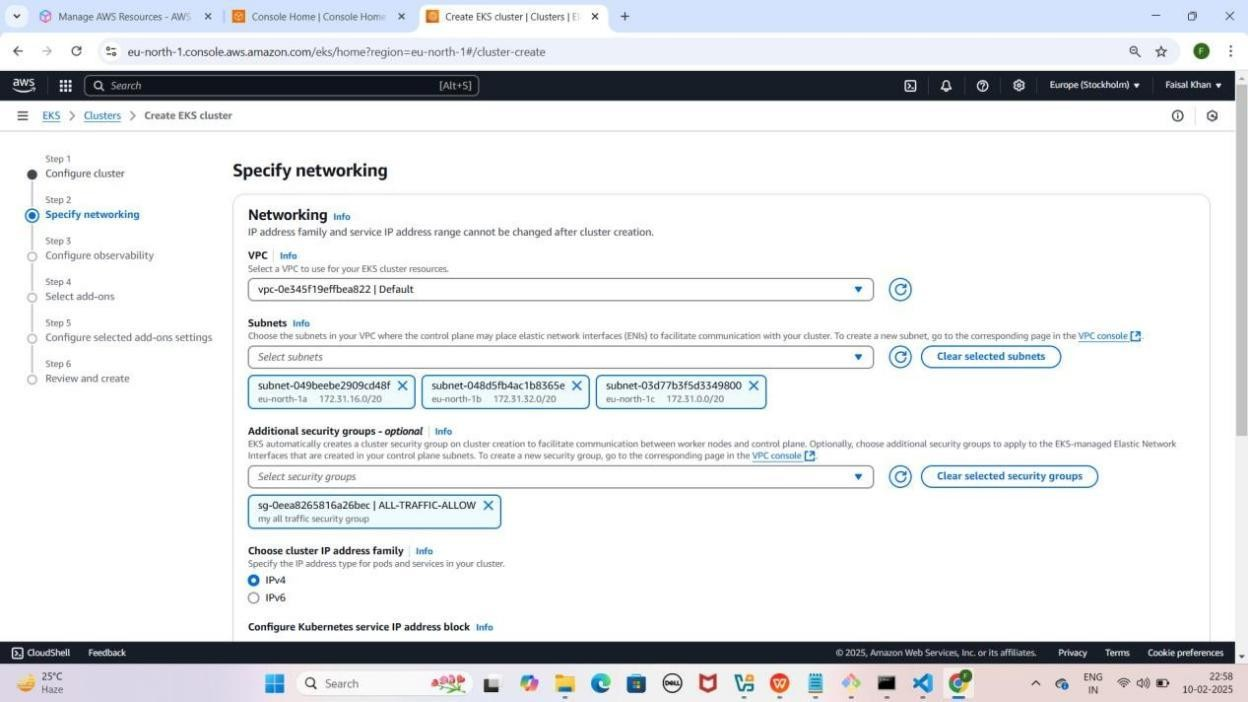 Manage AWS Resources - AWS
Console Home | Console Home
Create EKS cluster | Clusters | El
eu-north-1.console.aws.amazon.com/eks/home?region=eu-north-1#/cluster-create
F
aws
Search
[Alt+S]
Europe (Stockholm)
Faisal Khan
EKS
Clusters
Create EKS cluster
Step 1
Configure cluster
Step 2
Specify networking
Step 3
Configure observability
Step 4
Select add-ons
Step 5
Configure selected add-ons settings
Step 6
Review and create
Specify networking
Networking Info
IP address family and service IP address range cannot be changed after cluster creation.
VPC Info
Select a VPC to use for your EKS cluster resources.
vpc-0e345f19effbea822 | Default
Subnets Info
Choose the subnets in your VPC where the control plane may place elastic network interfaces (ENIs) to facilitate communication with your cluster. To create a new subnet, go to the corresponding page in the VPC console.
Select subnets
Clear selected subnets
subnet-049beebe2909cd48f
eu-north-1a 172.31.16.0/20
subnet-048d5fb4ac1b8365e
eu-north-1b 172.31.32.0/20
subnet-03d77b3f5d3349800
eu-north-1c 172.31.0.0/20
Additional security groups - optional Info
EKS automatically creates a cluster security group on cluster creation to facilitate communication between worker nodes and control plane. Optionally, choose additional security groups to apply to the EKS-managed Elastic Network
Interfaces that are created in your control plane subnets. To create a new security group, go to the corresponding page in the VPC console.
Select security groups
Clear selected security groups
sg-0eea8265816a26bec | ALL-TRAFFIC-ALLOW
my all traffic security group
Choose cluster IP address family Info
Specify the IP address type for pods and services in your cluster.
IPv4
IPv6
Configure Kubernetes service IP address block Info
CloudShell
Feedback
© 2025, Amazon Web Services, Inc. or its affiliates.
Privacy
Terms
Cookie preferences
25°C
Haze
Search
DELL
ENG
IN
22:58
10-02-2025